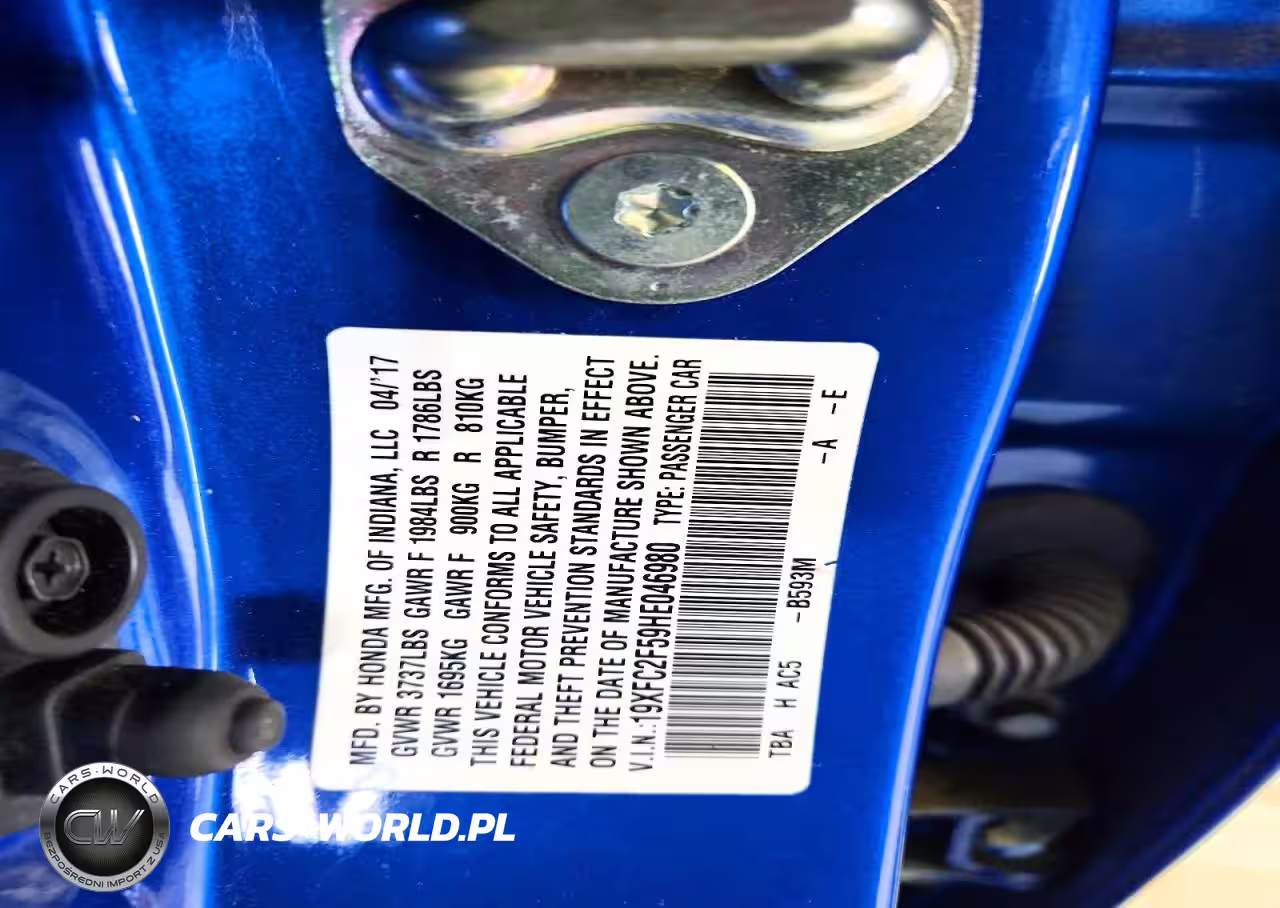 MFD. BY HONDA MFG. OF INDIANA, LLC 04/'17
GVWR 3737LBS GAWR F 1984LBS R 1786LBS
GVWR 1695KG GAWR F 900KG R 810KG
THIS VEHICLE CONFORMS TO ALL APPLICABLE
FEDERAL MOTOR VEHICLE SAFETY, BUMPER,
AND THEFT PREVENTION STANDARDS IN EFFECT
ON THE DATE OF MANUFACTURE SHOWN ABOVE.
V.I.N.:19XFC2F59HE046980 TYPE: PASSENGER CAR
TBA H AC5 -B593M -A -E
CARS-WORLD
CW
BEZPOŚREDNI IMPORT Z USA
CARS-WORLD.PL